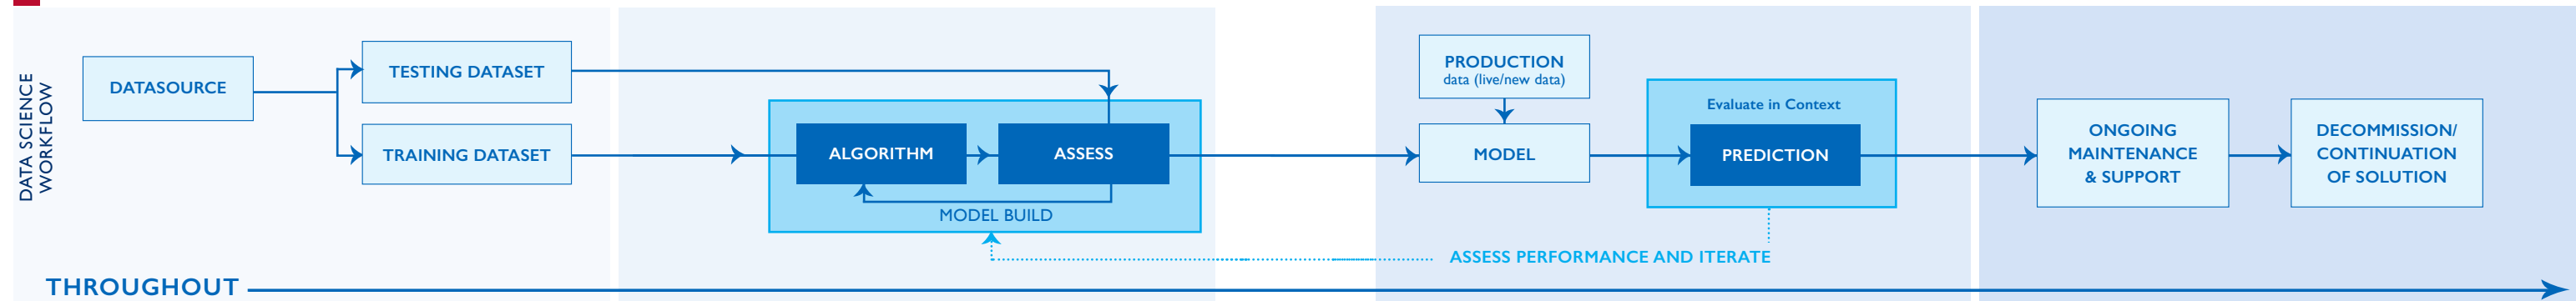 DATA SCIENCE
WORKFLOW
DATASOURCE
TESTING DATASET
TRAINING DATASET
ALGORITHM
ASSESS
MODEL BUILD
PRODUCTION
data (live/new data)
MODEL
Evaluate in Context
PREDICTION
ASSESS PERFORMANCE AND ITERATE
ONGOING
MAINTENANCE
& SUPPORT
DECOMMISSION/
CONTINUATION
OF SOLUTION
THROUGHOUT